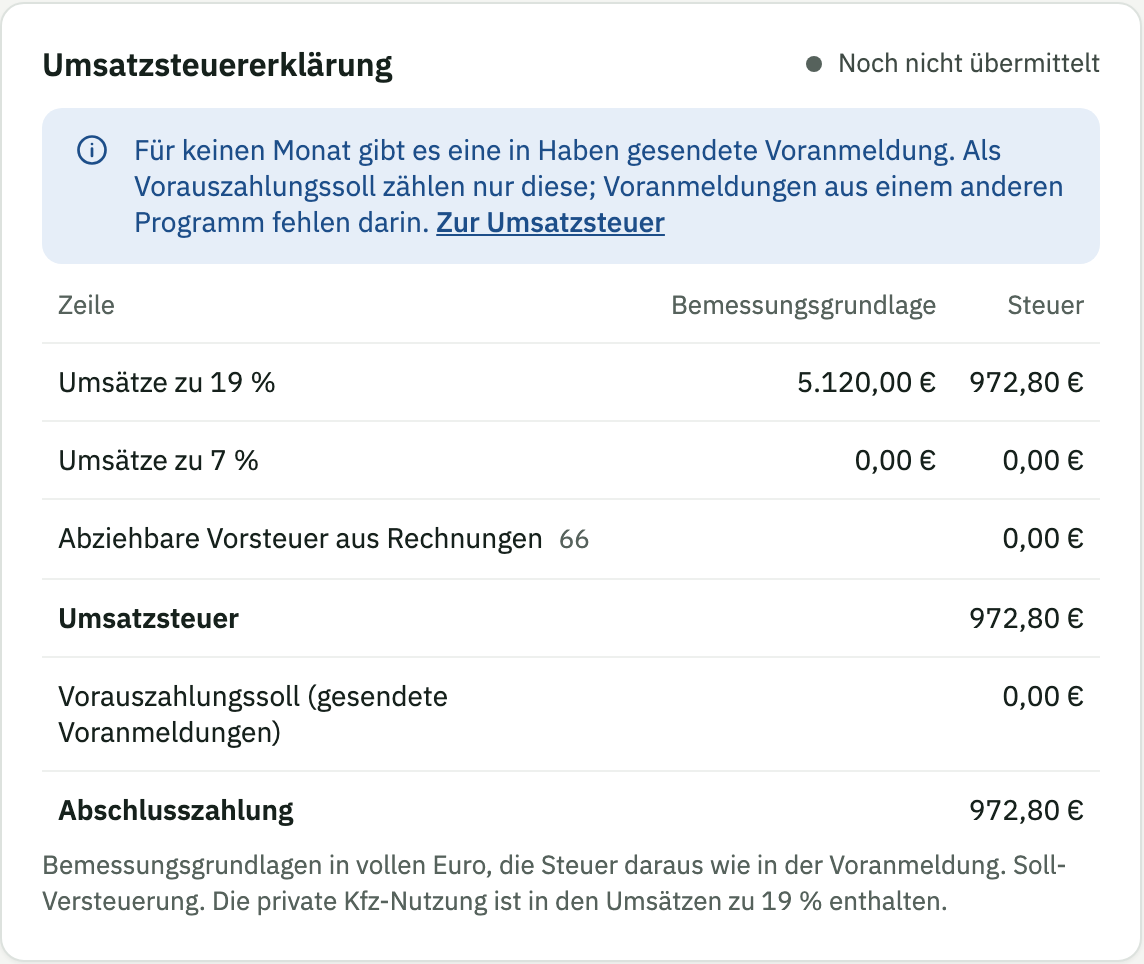 Umsatzsteuererklärung
Noch nicht übermittelt
Für keinen Monat gibt es eine in Haben gesendete Voranmeldung. Als
Vorauszahlungssoll zählen nur diese; Voranmeldungen aus einem anderen
Programm fehlen darin. Zur Umsatzsteuer
Zeile Bemessungsgrundlage Steuer
Umsätze zu 19 % 5.120,00 € 972,80 €
Umsätze zu 7 % 0,00 € 0,00 €
Abziehbare Vorsteuer aus Rechnungen 66 0,00 €
Umsatzsteuer 972,80 €
Vorauszahlungssoll (gesendete 0,00 €
Voranmeldungen)
Abschlusszahlung 972,80 €
Bemessungsgrundlagen in vollen Euro, die Steuer daraus wie in der Voranmeldung. Soll-
Versteuerung. Die private Kfz-Nutzung ist in den Umsätzen zu 19 % enthalten.